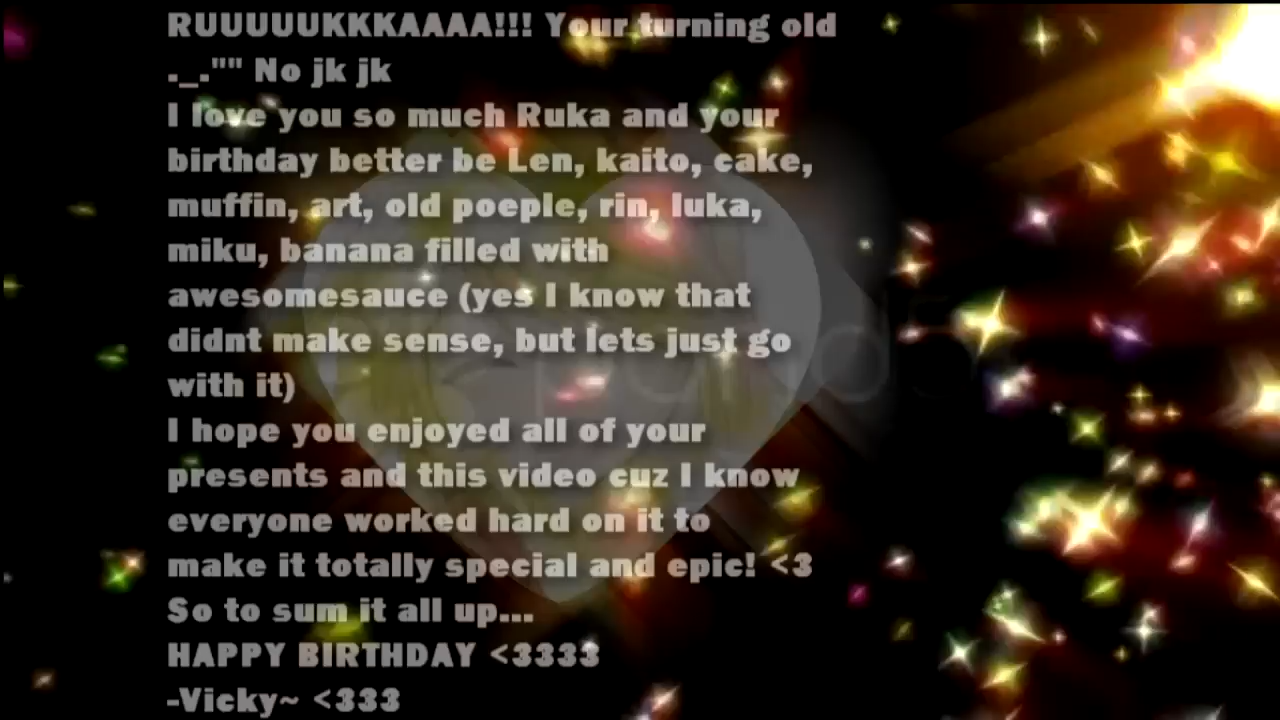 RUUUUUKKKAAAA!!! Your turning old
._."" No jk jk
I love you so much Ruka and your
birthday better be Len, kaito, cake,
muffin, art, old poeple, rin, luka,
miku, banana filled with
awesomesauce (yes I know that
didnt make sense, but lets just go
with it)
I hope you enjoyed all of your
presents and this video cuz I know
everyone worked hard on it to
make it totally special and epic! <3
So to sum it all up...
HAPPY BIRTHDAY <3333
-Vicky~ <333